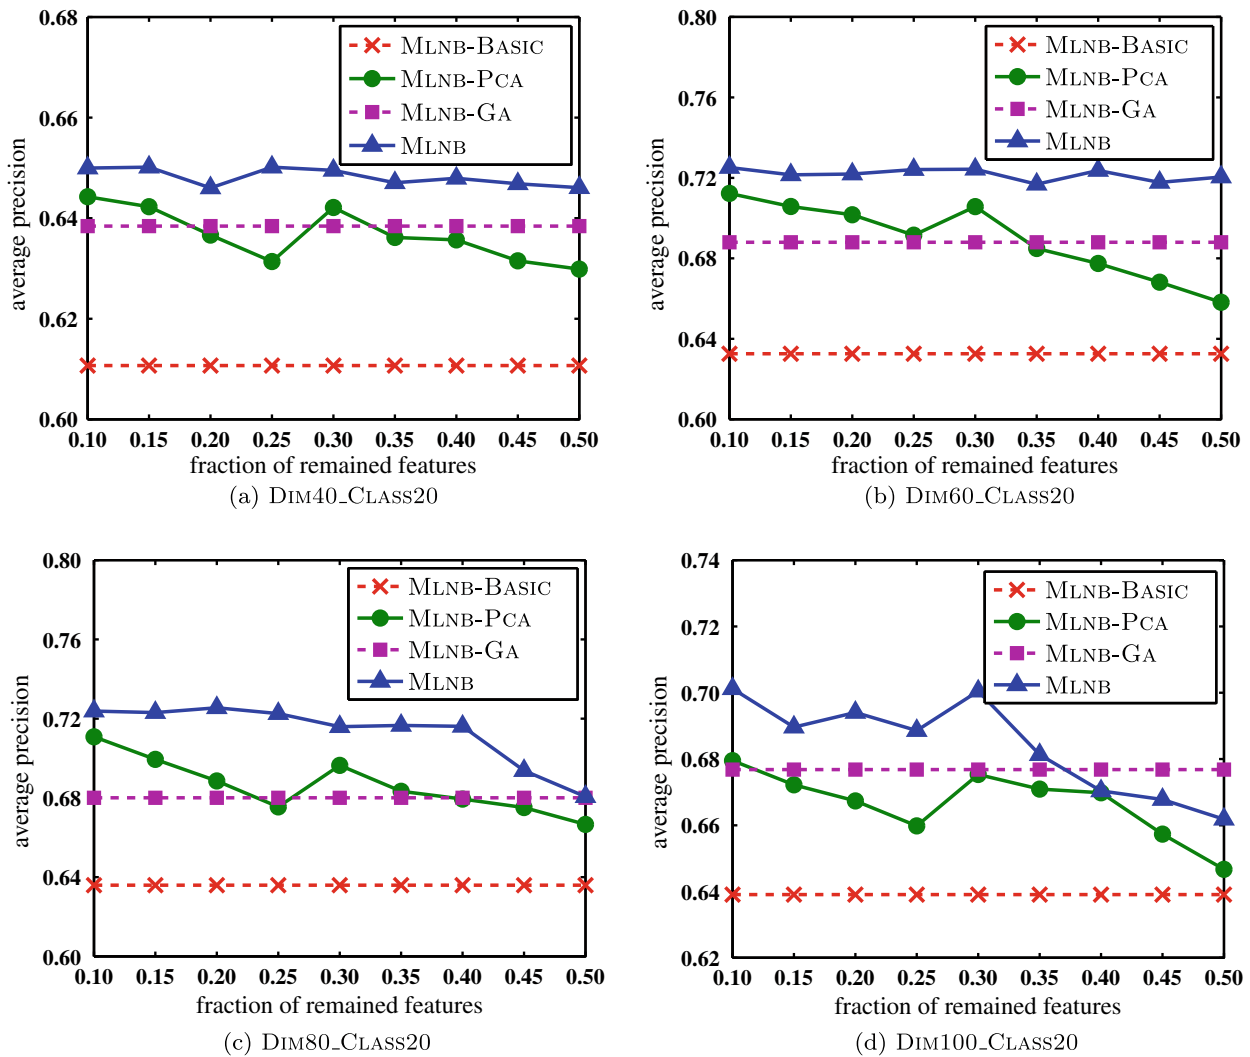 0.68
0.66
0.64
0.62
0.60
average precision
MLNB-BASIC
MLNB-PCA
MLNB-GA
MLNB
0.10 0.15 0.20 0.25 0.30 0.35 0.40 0.45 0.50
fraction of remained features
(a) DIM40_CLASS20
0.80
0.76
0.72
0.68
0.64
0.60
average precision
MLNB-BASIC
MLNB-PCA
MLNB-GA
MLNB
0.10 0.15 0.20 0.25 0.30 0.35 0.40 0.45 0.50
fraction of remained features
(b) DIM60_CLASS20
0.80
0.76
0.72
0.68
0.64
0.60
average precision
MLNB-BASIC
MLNB-PCA
MLNB-GA
MLNB
0.10 0.15 0.20 0.25 0.30 0.35 0.40 0.45 0.50
fraction of remained features
(c) DIM80_CLASS20
0.74
0.72
0.70
0.68
0.66
0.64
0.62
average precision
MLNB-BASIC
MLNB-PCA
MLNB-GA
MLNB
0.10 0.15 0.20 0.25 0.30 0.35 0.40 0.45 0.50
fraction of remained features
(d) DIM100_CLASS20